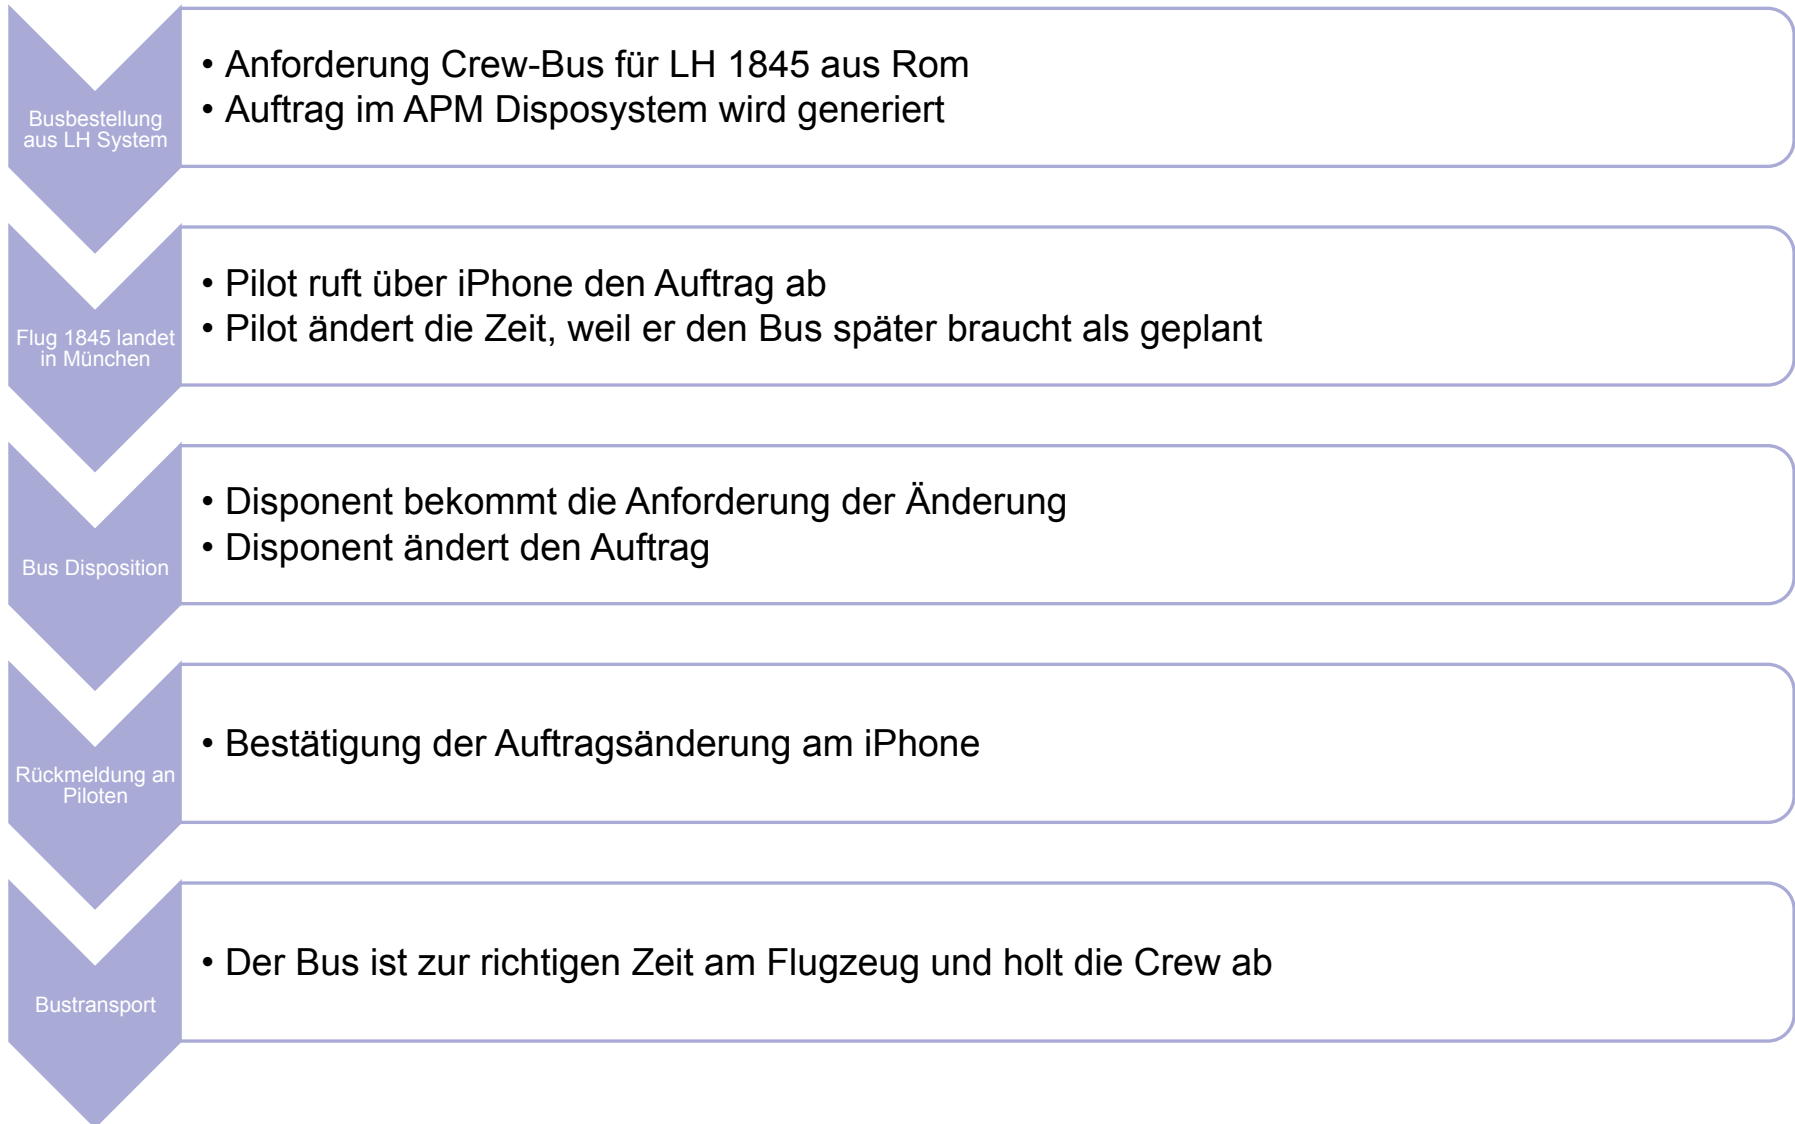 Busbestellung
aus LH System
• Anforderung Crew-Bus für LH 1845 aus Rom
• Auftrag im APM Disposystem wird generiert
Flug 1845 landet
in München
• Pilot ruft über iPhone den Auftrag ab
• Pilot ändert die Zeit, weil er den Bus später braucht als geplant
Bus Disposition
• Disponent bekommt die Anforderung der Änderung
• Disponent ändert den Auftrag
Rückmeldung an
Piloten
• Bestätigung der Auftragsänderung am iPhone
Bustransport
• Der Bus ist zur richtigen Zeit am Flugzeug und holt die Crew ab